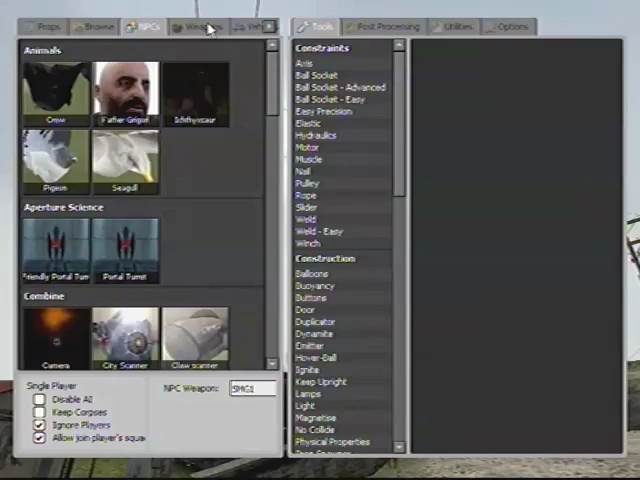 Props
Browse
NPCs
Weapons
Veh
Tools
Post Processing
Utilities
Options
Animals
Crow
Father Grigori
Ichthyosaur
Pigeon
Seagull
Aperture Science
Friendly Portal Turr
Portal Turret
Combine
Camera
City Scanner
Claw scanner
Single Player
Disable AI
Keep Corpses
Ignore Players
Allow join player's squa
NPC Weapon:
SMG1
Constraints
Axis
Ball Socket
Ball Socket - Advanced
Ball Socket - Easy
Easy Precision
Elastic
Hydraulics
Motor
Muscle
Nail
Pulley
Rope
Slider
Weld
Weld - Easy
Winch
Construction
Balloons
Buoyancy
Buttons
Door
Duplicator
Dynamite
Emitter
Hover-Ball
Ignite
Keep Upright
Lamps
Light
Magnetise
No Collide
Physical Properties